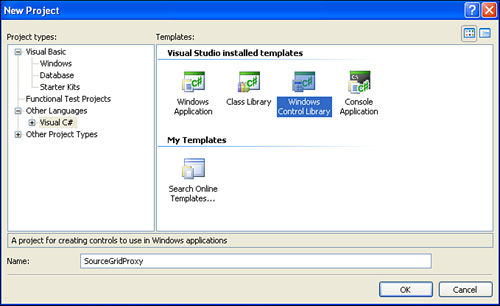 New Project
Project types:
Templates:
Visual Basic
Windows
Database
Starter Kits
Functional Test Projects
Other Languages
Visual C#
Other Project Types
Visual Studio installed templates
Windows Application
Class Library
Windows Control Library
Console Application
My Templates
Search Online Templates...
A project for creating controls to use in Windows applications
Name:
SourceGridProxy
OK
Cancel